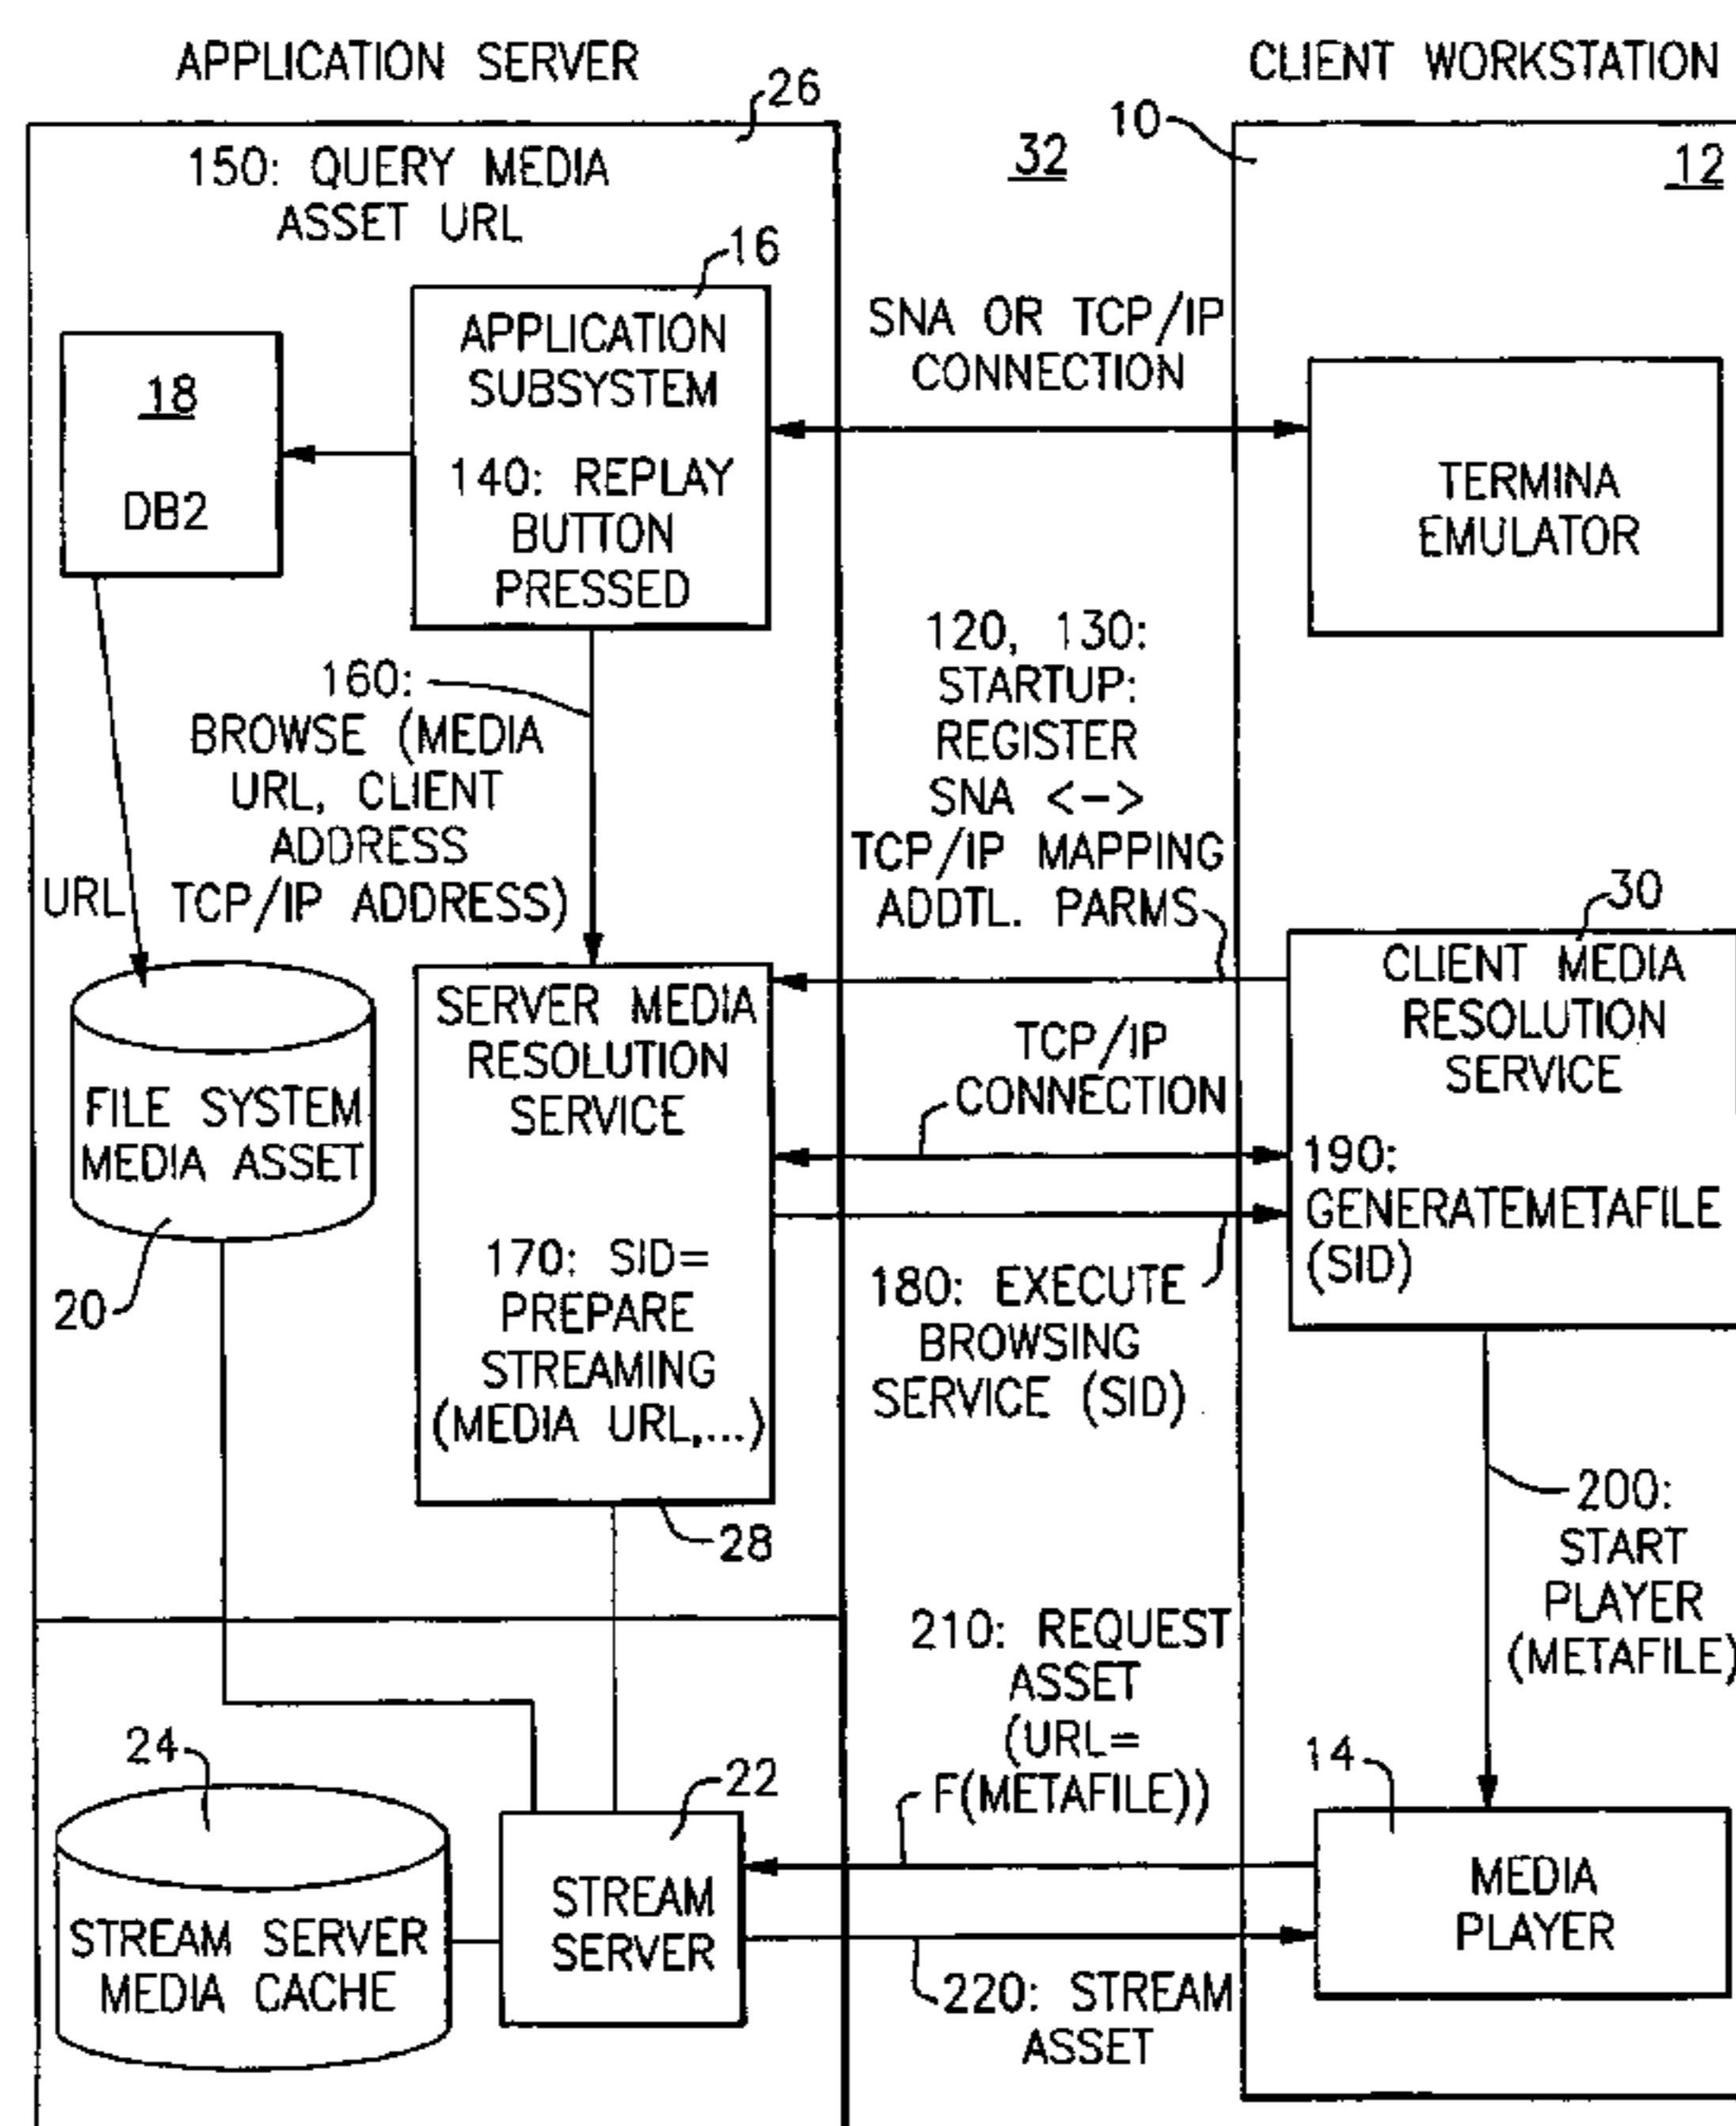 APPLICATION SERVER
CLIENT WORKSTATION
26
10
32
12
150: QUERY MEDIA
ASSET URL
16
APPLICATION
SUBSYSTEM
140: REPLAY
BUTTON
PRESSED
18
DB2
SNA OR TCP/IP
CONNECTION
TERMINA
EMULATOR
160:
BROWSE (MEDIA
URL, CLIENT
ADDRESS
TCP/IP ADDRESS)
URL
120, 130:
STARTUP:
REGISTER
SNA <->
TCP/IP MAPPING
ADDTL. PARMS
30
CLIENT MEDIA
RESOLUTION
SERVICE
190:
GENERATEMETAFILE
(SID)
SERVER MEDIA
RESOLUTION
SERVICE
170: SID=
PREPARE
STREAMING
(MEDIA URL,...)
28
FILE SYSTEM
MEDIA ASSET
20
TCP/IP
CONNECTION
180: EXECUTE
BROWSING
SERVICE (SID)
200:
START
PLAYER
(METAFILE)
210: REQUEST
ASSET
(URL=
F(METAFILE))
24
22
14
STREAM SERVER
MEDIA CACHE
STREAM
SERVER
MEDIA
PLAYER
220: STREAM
ASSET